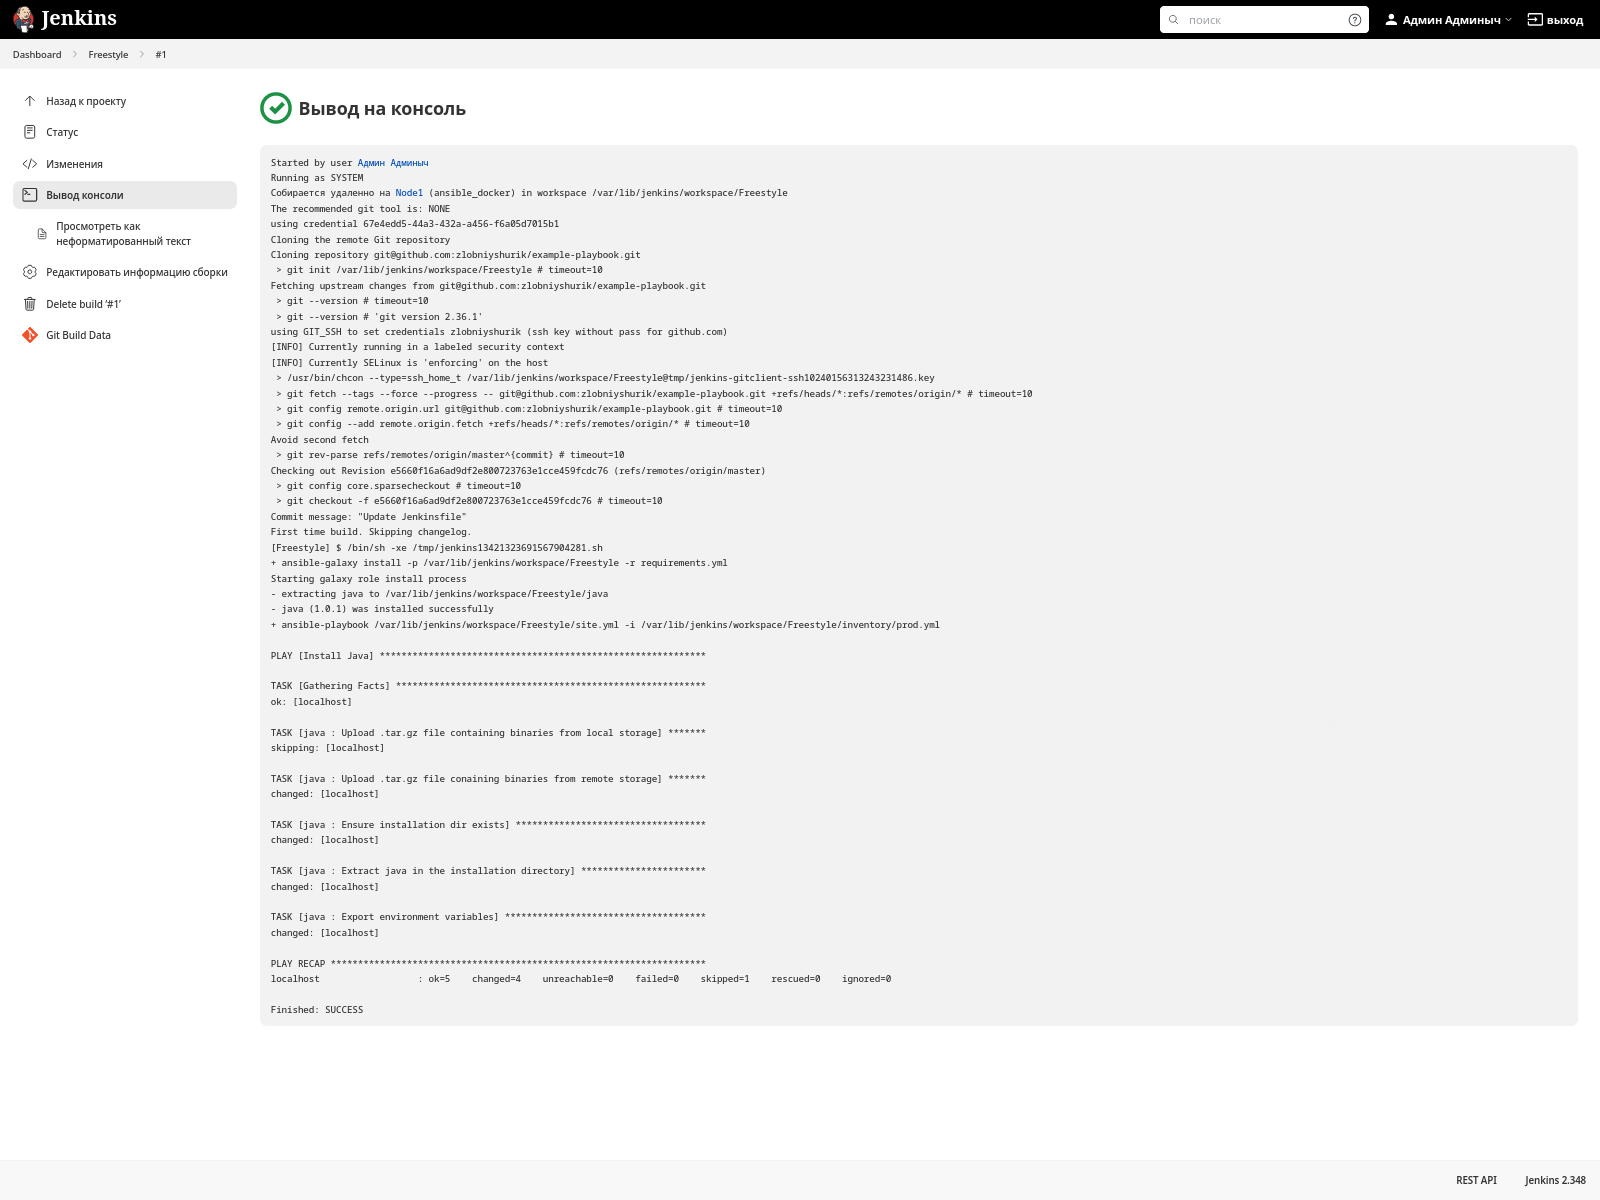 Jenkins
поиск
Админ Админыч
выход
Dashboard
Freestyle
#1
Назад к проекту
Статус
Изменения
Вывод консоли
Просмотреть как
неформатированный текст
Редактировать информацию сборки
Delete build ‘#1’
Git Build Data
Вывод на консоль
Started by user Админ Админыч
Running as SYSTEM
Собирается удаленно на Node1 (ansible_docker) in workspace /var/lib/jenkins/workspace/Freestyle
The recommended git tool is: NONE
using credential 67e4edd5-44a3-432a-a456-f6a05d7015b1
Cloning the remote Git repository
Cloning repository git@github.com:zlobniyshurik/example-playbook.git
 > git init /var/lib/jenkins/workspace/Freestyle # timeout=10
Fetching upstream changes from git@github.com:zlobniyshurik/example-playbook.git
 > git --version # timeout=10
 > git --version # 'git version 2.36.1'
using GIT_SSH to set credentials zlobniyshurik (ssh key without pass for github.com)
[INFO] Currently running in a labeled security context
[INFO] Currently SELinux is 'enforcing' on the host
 > /usr/bin/chcon --type=ssh_home_t /var/lib/jenkins/workspace/Freestyle@tmp/jenkins-gitclient-ssh10240156313243231486.key
 > git fetch --tags --force --progress -- git@github.com:zlobniyshurik/example-playbook.git +refs/heads/*:refs/remotes/origin/* # timeout=10
 > git config remote.origin.url git@github.com:zlobniyshurik/example-playbook.git # timeout=10
 > git config --add remote.origin.fetch +refs/heads/*:refs/remotes/origin/* # timeout=10
Avoid second fetch
 > git rev-parse refs/remotes/origin/master^{commit} # timeout=10
Checking out Revision e5660f16a6ad9df2e800723763e1cce459fcdc76 (refs/remotes/origin/master)
 > git config core.sparsecheckout # timeout=10
 > git checkout -f e5660f16a6ad9df2e800723763e1cce459fcdc76 # timeout=10
Commit message: "Update Jenkinsfile"
First time build. Skipping changelog.
[Freestyle] $ /bin/sh -xe /tmp/jenkins13421323691567904281.sh
+ ansible-galaxy install -p /var/lib/jenkins/workspace/Freestyle -r requirements.yml
Starting galaxy role install process
- extracting java to /var/lib/jenkins/workspace/Freestyle/java
- java (1.0.1) was installed successfully
+ ansible-playbook /var/lib/jenkins/workspace/Freestyle/site.yml -i /var/lib/jenkins/workspace/Freestyle/inventory/prod.yml
PLAY [Install Java] ************************************************************
TASK [Gathering Facts] *********************************************************
ok: [localhost]
TASK [java : Upload .tar.gz file containing binaries from local storage] *******
skipping: [localhost]
TASK [java : Upload .tar.gz file conaining binaries from remote storage] *******
changed: [localhost]
TASK [java : Ensure installation dir exists] ***********************************
changed: [localhost]
TASK [java : Extract java in the installation directory] ***********************
changed: [localhost]
TASK [java : Export environment variables] *************************************
changed: [localhost]
PLAY RECAP *********************************************************************
localhost                  : ok=5    changed=4    unreachable=0    failed=0    skipped=1    rescued=0    ignored=0
Finished: SUCCESS
REST API
Jenkins 2.348